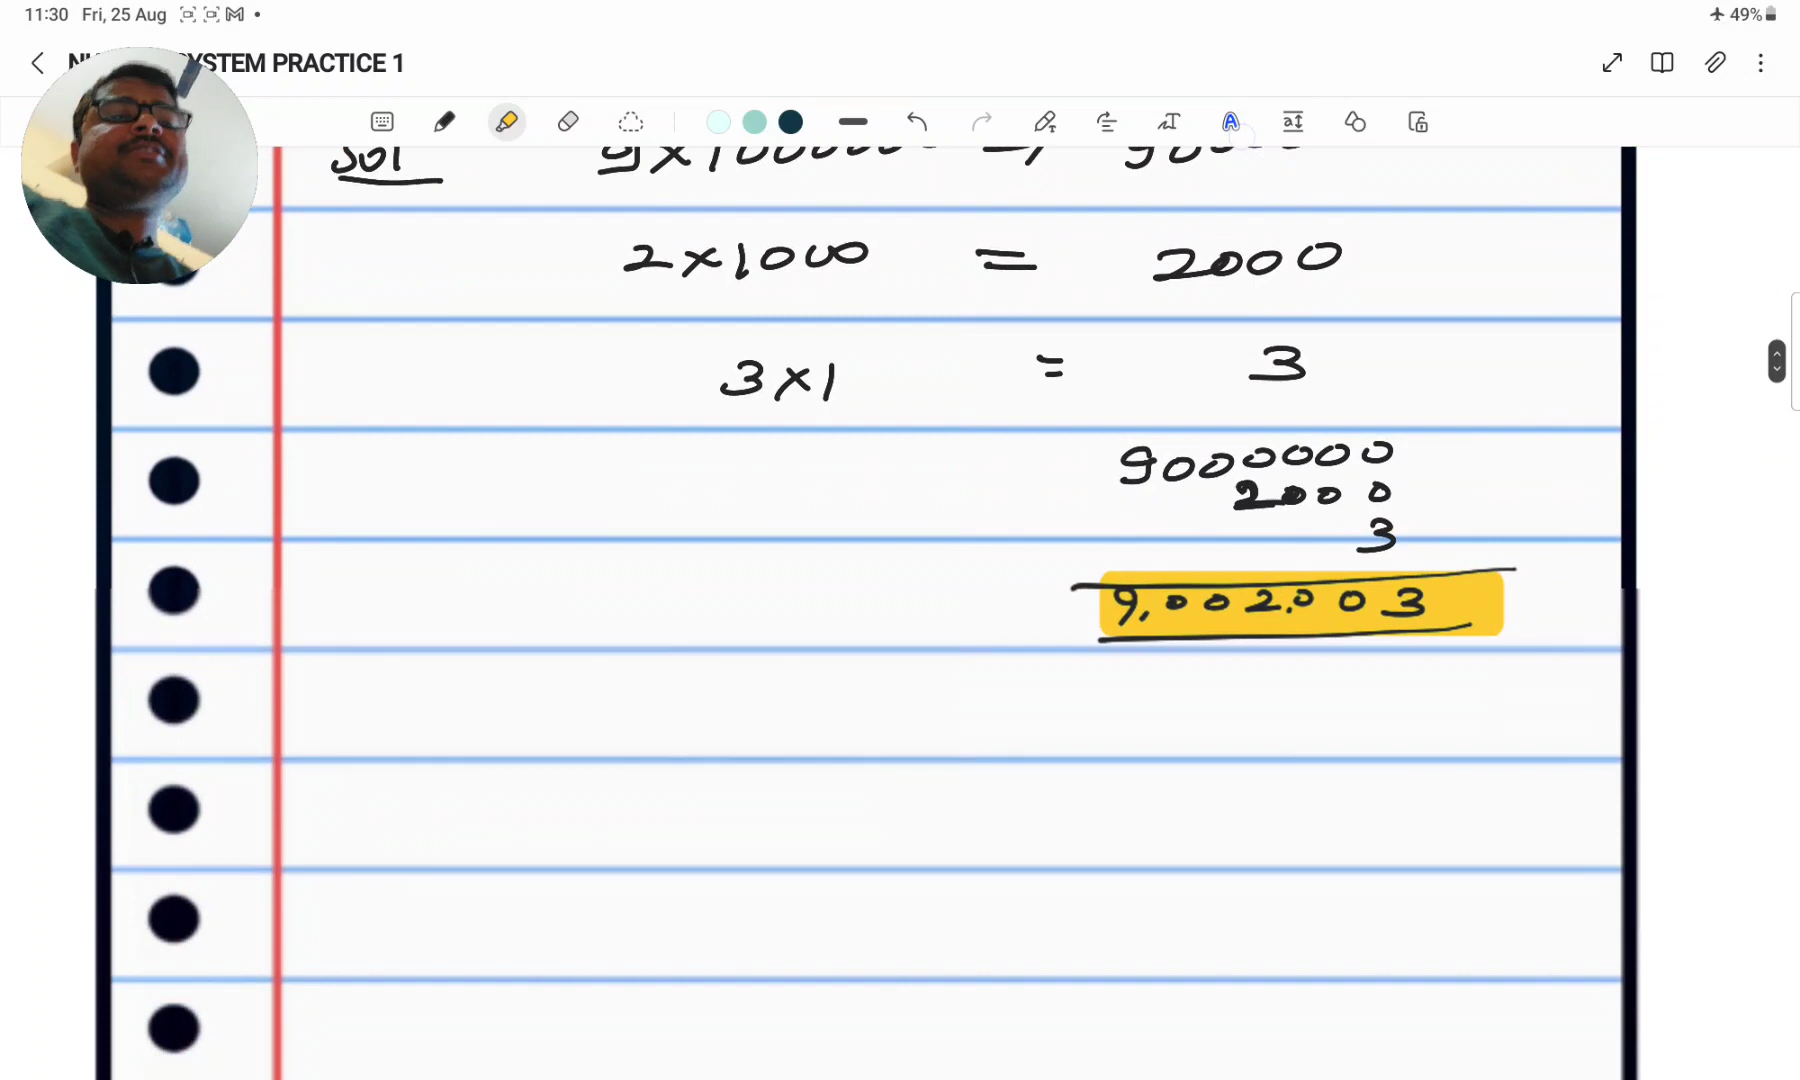 11:30 Fri, 25 Aug
49%
YSTEM PRACTICE 1
Sol
2×1000 = 2000
3×1 = 3
9000000
2000
3
9,002.003